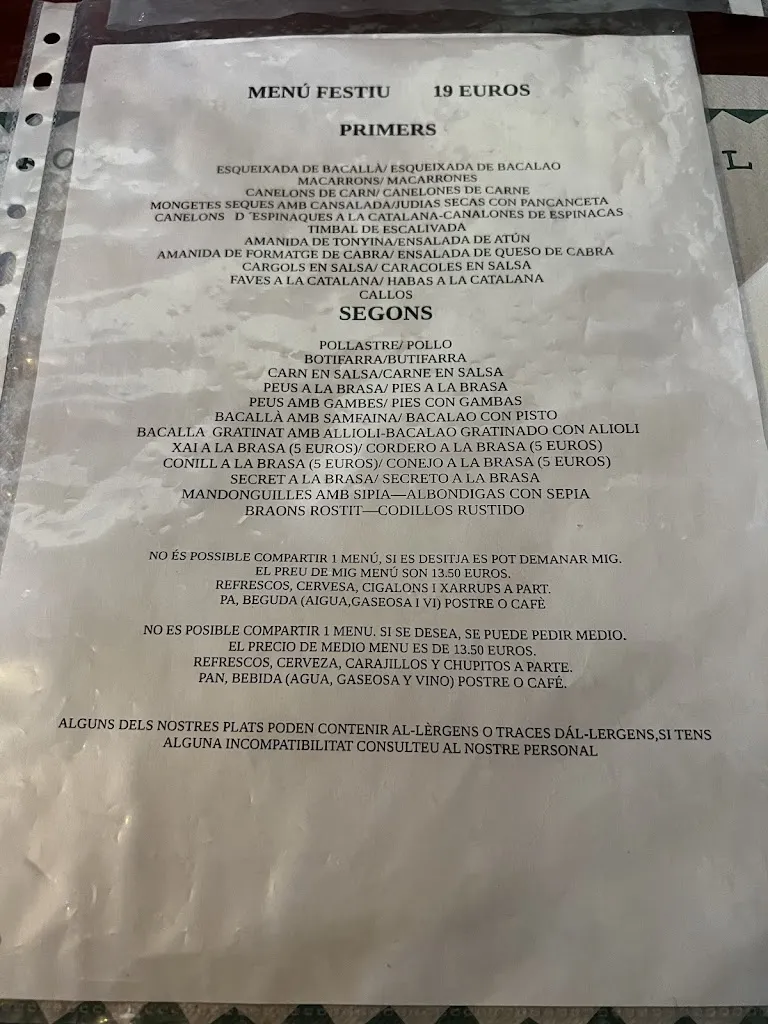 MENÚ FESTIU 19 EUROS
PRIMERS
ESQUEIXADA DE BACALLÀ/ ESQUEIXADA DE BACALAO
MACARRONS/ MACARRONES
CANELONS DE CARN/ CANELONES DE CARNE
MONGETES SEQUES AMB CANSALADA/JUDIAS SECAS CON PANCANCETA
CANELONS D ´ESPINAQUES A LA CATALANA-CANALONES DE ESPINACAS
TIMBAL DE ESCALIVADA
AMANIDA DE TONYINA/ENSALADA DE ATÚN
AMANIDA DE FORMATGE DE CABRA/ ENSALADA DE QUESO DE CABRA
CARGOLS EN SALSA/ CARACOLES EN SALSA
FAVES A LA CATALANA/ HABAS A LA CATALANA
CALLOS
SEGONS
POLLASTRE/ POLLO
BOTIFARRA/BUTIFARRA
CARN EN SALSA/CARNE EN SALSA
PEUS A LA BRASA/ PIES A LA BRASA
PEUS AMB GAMBES/ PIES CON GAMBAS
BACALLÀ AMB SAMFAINA/ BACALAO CON PISTO
BACALLA GRATINAT AMB ALLIOLI-BACALAO GRATINADO CON ALIOLI
XAI A LA BRASA (5 EUROS)/ CORDERO A LA BRASA (5 EUROS)
CONILL A LA BRASA (5 EUROS)/ CONEJO A LA BRASA (5 EUROS)
SECRET A LA BRASA/ SECRETO A LA BRASA
MANDONGUILLES AMB SIPIA—ALBONDIGAS CON SEPIA
BRAONS ROSTIT—CODILLOS RUSTIDO
NO ÉS POSSIBLE COMPARTIR 1 MENÚ, SI ES DESITJA ES POT DEMANAR MIG.
EL PREU DE MIG MENÚ SON 13.50 EUROS.
REFRESCOS, CERVESA, CIGALONS I XARRUPS A PART.
PA, BEGUDA (AIGUA,GASEOSA I VI) POSTRE O CAFÈ
NO ES POSIBLE COMPARTIR 1 MENU. SI SE DESEA, SE PUEDE PEDIR MEDIO.
EL PRECIO DE MEDIO MENU ES DE 13.50 EUROS.
REFRESCOS, CERVEZA, CARAJILLOS Y CHUPITOS A PARTE.
PAN, BEBIDA (AGUA, GASEOSA Y VINO) POSTRE O CAFÉ.
ALGUNS DELS NOSTRES PLATS PODEN CONTENIR AL-LÈRGENS O TRACES DÁL-LERGENS,SI TENS
ALGUNA INCOMPATIBILITAT CONSULTEU AL NOSTRE PERSONAL